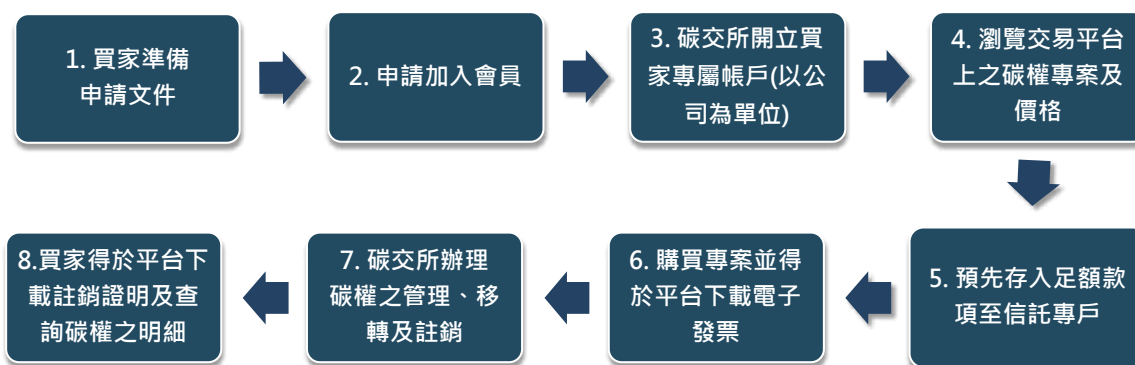 1. 買家準備
申請文件
2. 申請加入會員
3. 碳交所開立買
家專屬帳戶(以公
司為單位)
4. 瀏覽交易平台
上之碳權專案及
價格
5. 預先存入足額款
項至信託專戶
6. 購買專案並得
於平台下載電子
發票
7. 碳交所辦理
碳權之管理、移
轉及註銷
8.買家得於平台下
載註銷證明及查
詢碳權之明細